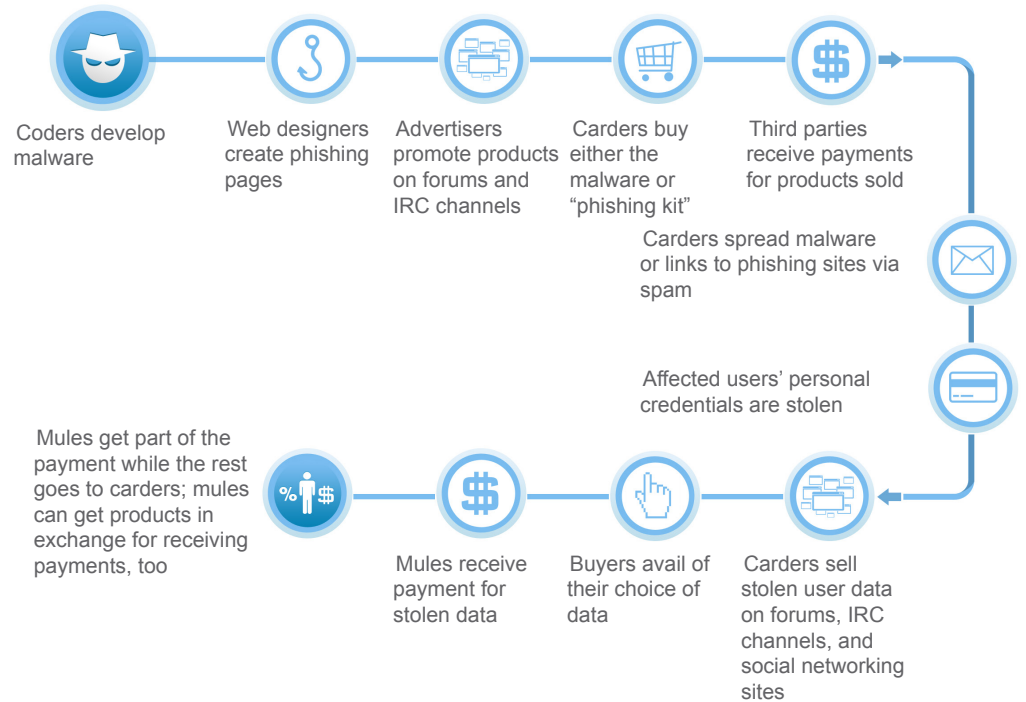 Coders develop
malware
Web designers
create phishing
pages
Advertisers
promote products
on forums and
IRC channels
Carders buy
either the
malware or
“phishing kit”
Third parties
receive payments
for products sold
Carders spread malware
or links to phishing sites via
spam
Affected users’ personal
credentials are stolen
Carders sell
stolen user data
on forums, IRC
channels, and
social networking
sites
Buyers avail of
their choice of
data
Mules receive
payment for
stolen data
Mules get part of the
payment while the rest
goes to carders; mules
can get products in
exchange for receiving
payments, too
$
$
% $